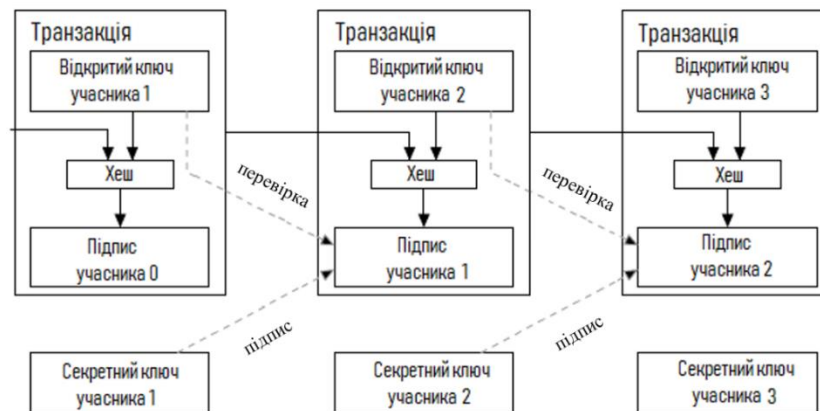 Транзакція
Відкритий ключ
учасника 1
Хеш
Підпис
учасника 0
Секретний ключ
учасника 1
перевірка
підпис
Транзакція
Відкритий ключ
учасника 2
Хеш
Підпис
учасника 1
Секретний ключ
учасника 2
перевірка
підпис
Транзакція
Відкритий ключ
учасника 3
Хеш
Підпис
учасника 2
Секретний ключ
учасника 3